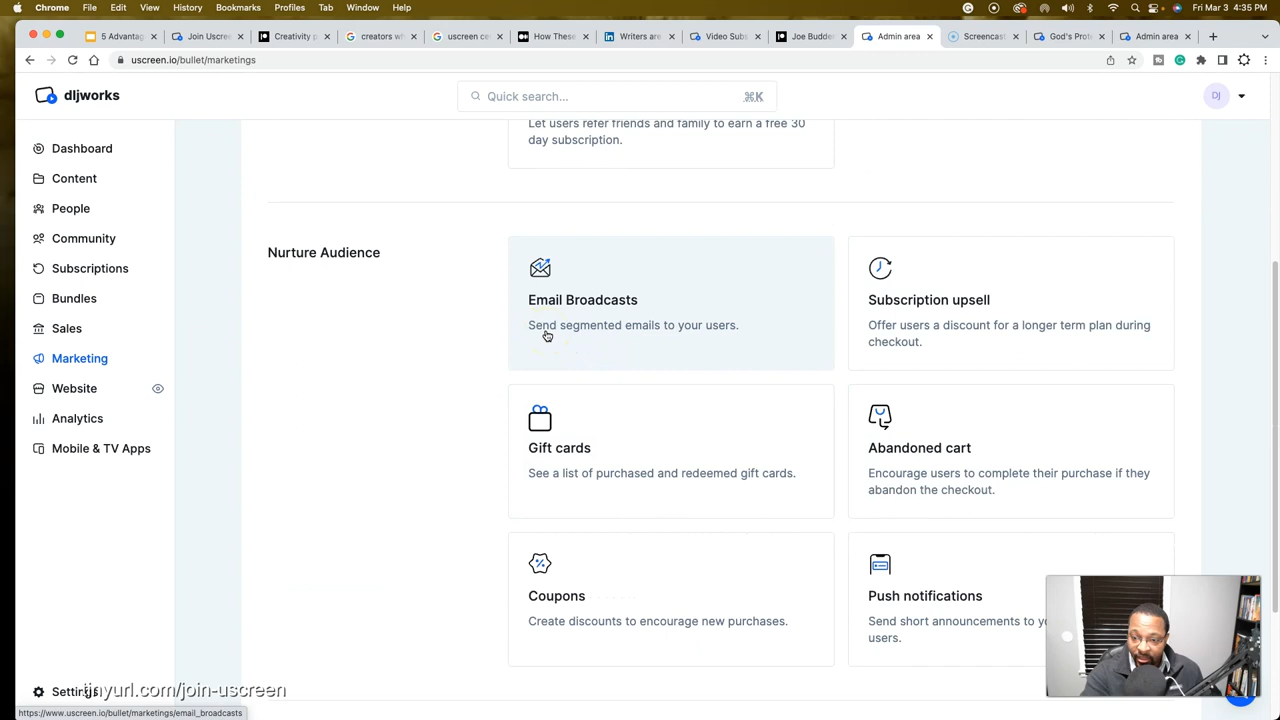 Chrome File Edit View History Bookmarks Profiles Tab Window Help
Fri Mar 3 4:35 PM
5 Advantag
Join Uscree
Creativity p
creators wh
uscreen ce
How These
Writers are
Video Subs
Joe Budde
Admin area
Screencast
God's Prot
Admin area
uscreen.io/bullet/marketings
dljworks
Quick search...
⌘K
DJ
Dashboard
Content
People
Community
Subscriptions
Bundles
Sales
Marketing
Website
Analytics
Mobile & TV Apps
Settings
Let users refer friends and family to earn a free 30
day subscription.
Nurture Audience
Email Broadcasts
Send segmented emails to your users.
Subscription upsell
Offer users a discount for a longer term plan during
checkout.
Gift cards
See a list of purchased and redeemed gift cards.
Abandoned cart
Encourage users to complete their purchase if they
abandon the checkout.
Coupons
Create discounts to encourage new purchases.
Push notifications
Send short announcements to
users.
tinyurl.com/join-uscreen
https://www.uscreen.io/bullet/marketings/email_broadcasts